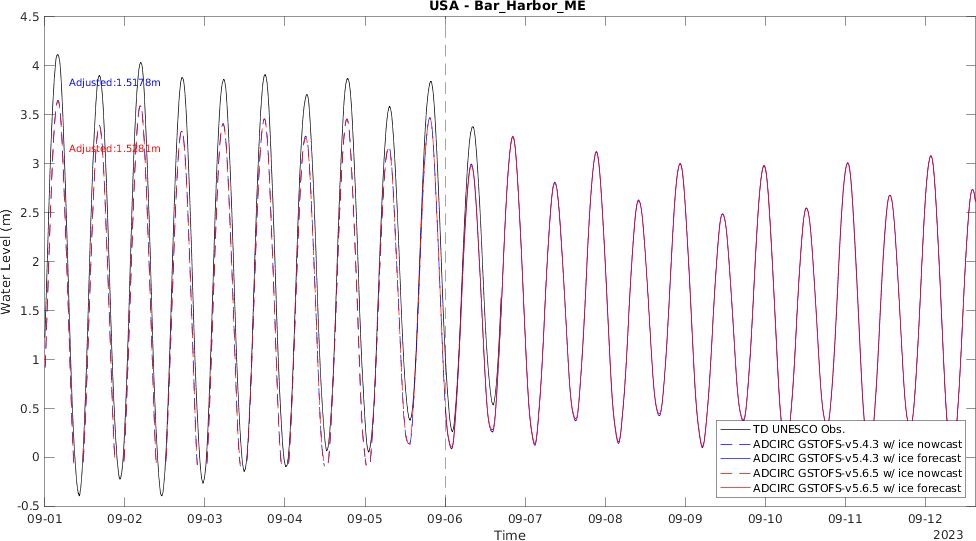 USA - Bar_Harbor_ME
4.5
4
3.5
3
2.5
2
1.5
1
0.5
0
-0.5
Water Level (m)
Adjusted:1.5178m
Adjusted:1.5281m
TD UNESCO Obs.
ADCIRC GSTOFS-v5.4.3 w/ ice nowcast
ADCIRC GSTOFS-v5.4.3 w/ ice forecast
ADCIRC GSTOFS-v5.6.5 w/ ice nowcast
ADCIRC GSTOFS-v5.6.5 w/ ice forecast
09-01 09-02 09-03 09-04 09-05 09-06 09-07 09-08 09-09 09-10 09-11 09-12
Time
2023